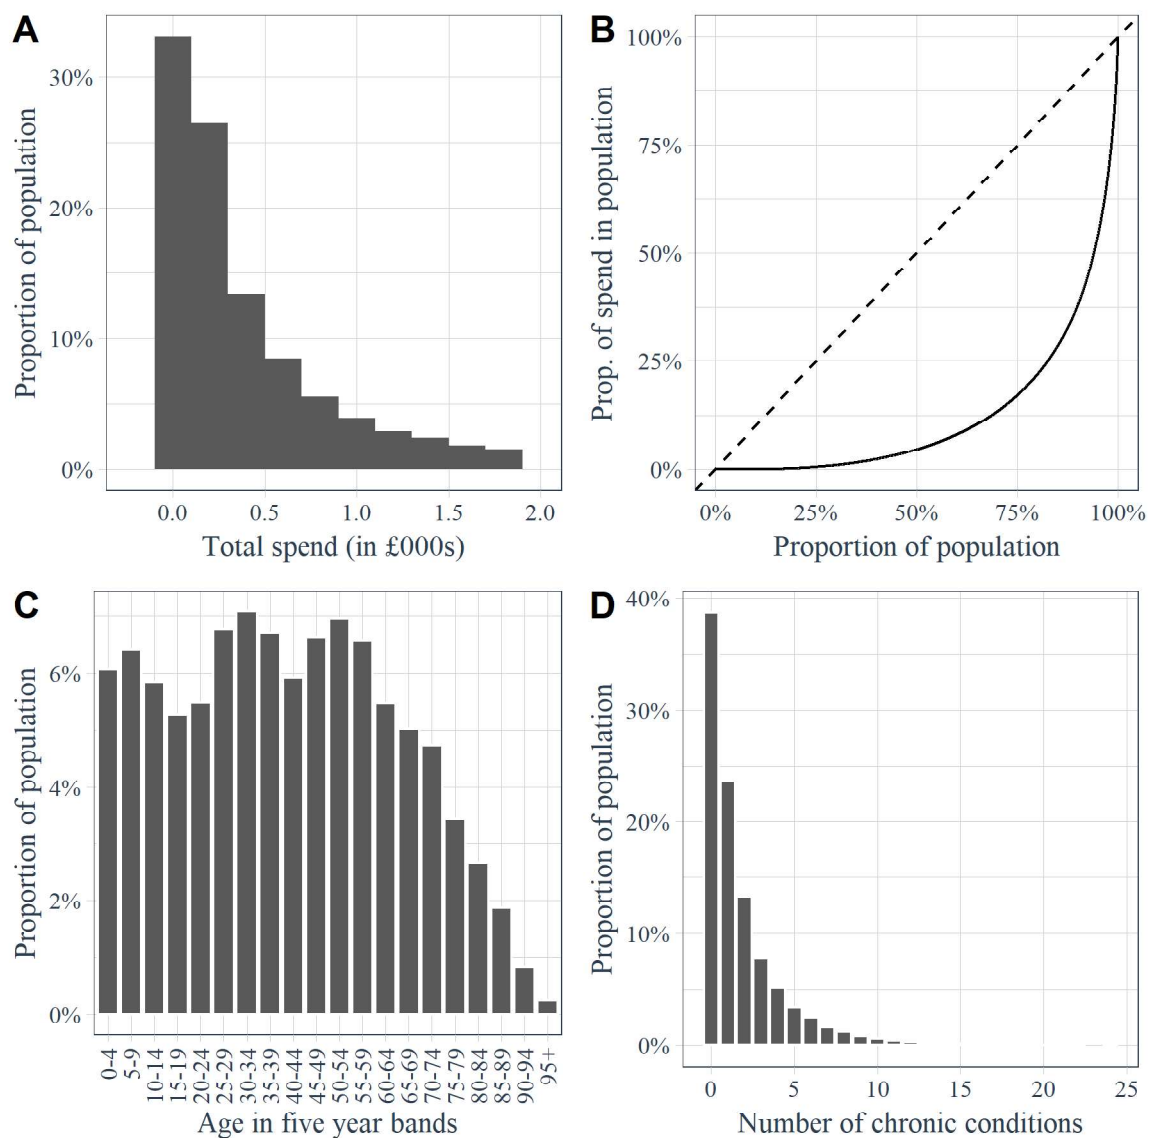 A
Proportion of population
30%
20%
10%
0%
0.0 0.5 1.0 1.5 2.0
Total spend (in £000s)
B
Prop. of spend in population
100%
75%
50%
25%
0%
0% 25% 50% 75% 100%
Proportion of population
C
Proportion of population
6%
4%
2%
0%
0-4 5-9 10-14 15-19 20-24 25-29 30-34 35-39 40-44 45-49 50-54 55-59 60-64 65-69 70-74 75-79 80-84 85-89 90-94 95+
Age in five year bands
D
Proportion of population
40%
30%
20%
10%
0%
0 5 10 15 20 25
Number of chronic conditions